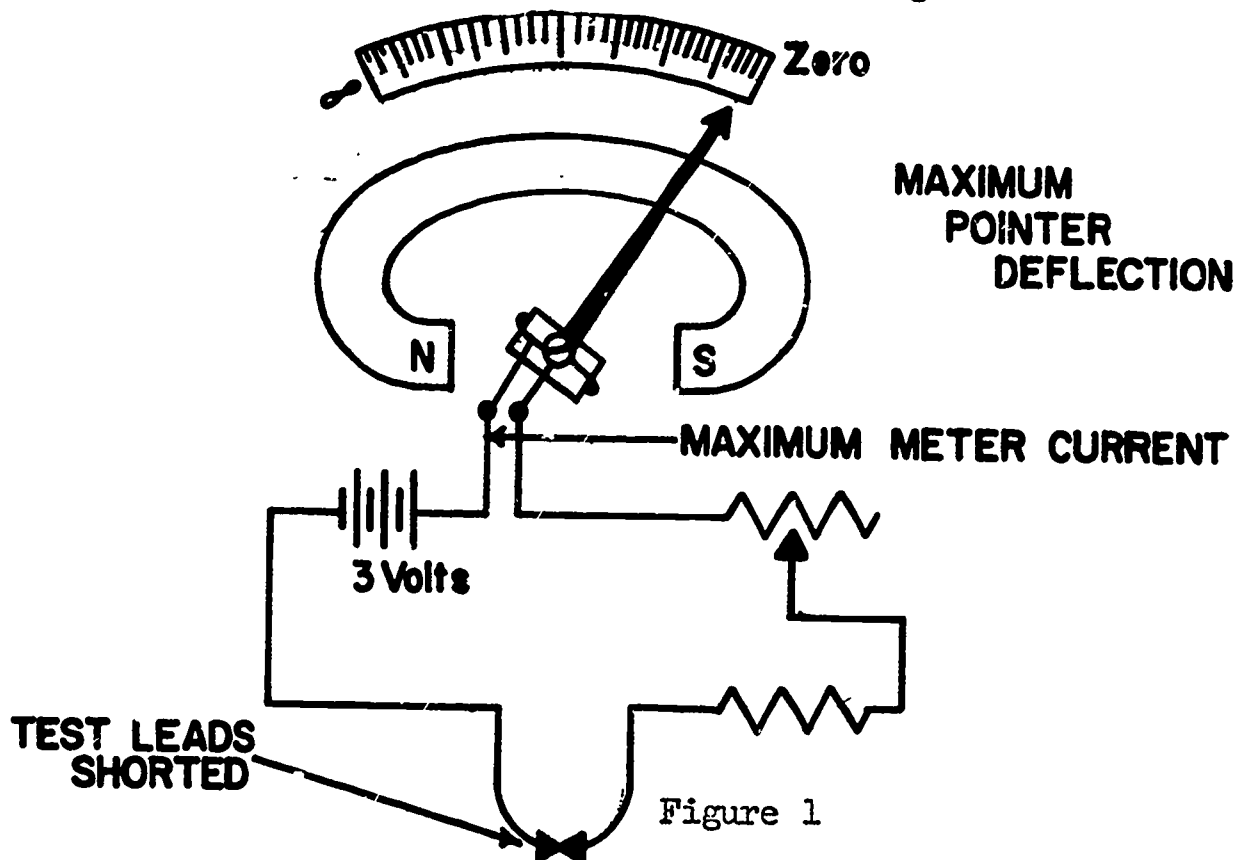 Zero
∞
MAXIMUM
POINTER
DEFLECTION
N
S
MAXIMUM METER CURRENT
3 Volts
TEST LEADS
SHORTED
Figure 1